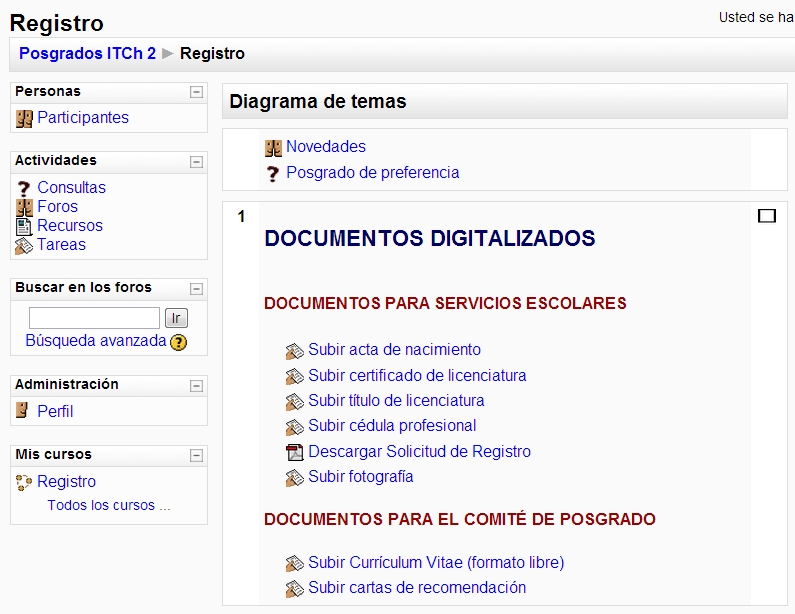 Registro
Usted se ha
Posgrados ITCh 2 ► Registro
Personas
Participantes
Actividades
Consultas
Foros
Recursos
Tareas
Buscar en los foros
Ir
Búsqueda avanzada ?
Administración
Perfil
Mis cursos
Registro
Todos los cursos ...
Diagrama de temas
Novedades
Posgrado de preferencia
1
DOCUMENTOS DIGITALIZADOS
DOCUMENTOS PARA SERVICIOS ESCOLARES
Subir acta de nacimiento
Subir certificado de licenciatura
Subir título de licenciatura
Subir cédula profesional
Descargar Solicitud de Registro
Subir fotografía
DOCUMENTOS PARA EL COMITÉ DE POSGRADO
Subir Currículum Vitae (formato libre)
Subir cartas de recomendación